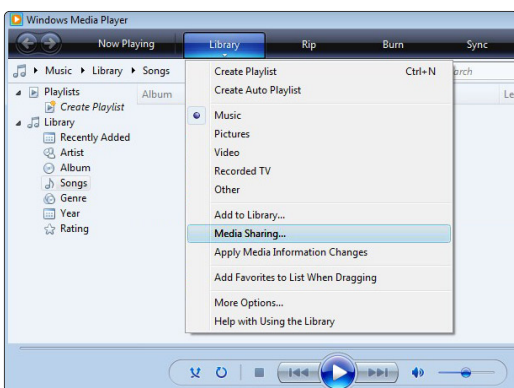 Windows Media Player
Now Playing Library Rip Burn Sync
Music Library Songs
Playlists
Create Playlist
Library
Recently Added
Artist
Album
Songs
Genre
Year
Rating
Album
Create Playlist Ctrl+N
Create Auto Playlist
Music
Pictures
Video
Recorded TV
Other
Add to Library...
Media Sharing...
Apply Media Information Changes
Add Favorites to List When Dragging
More Options...
Help with Using the Library
arch
Le